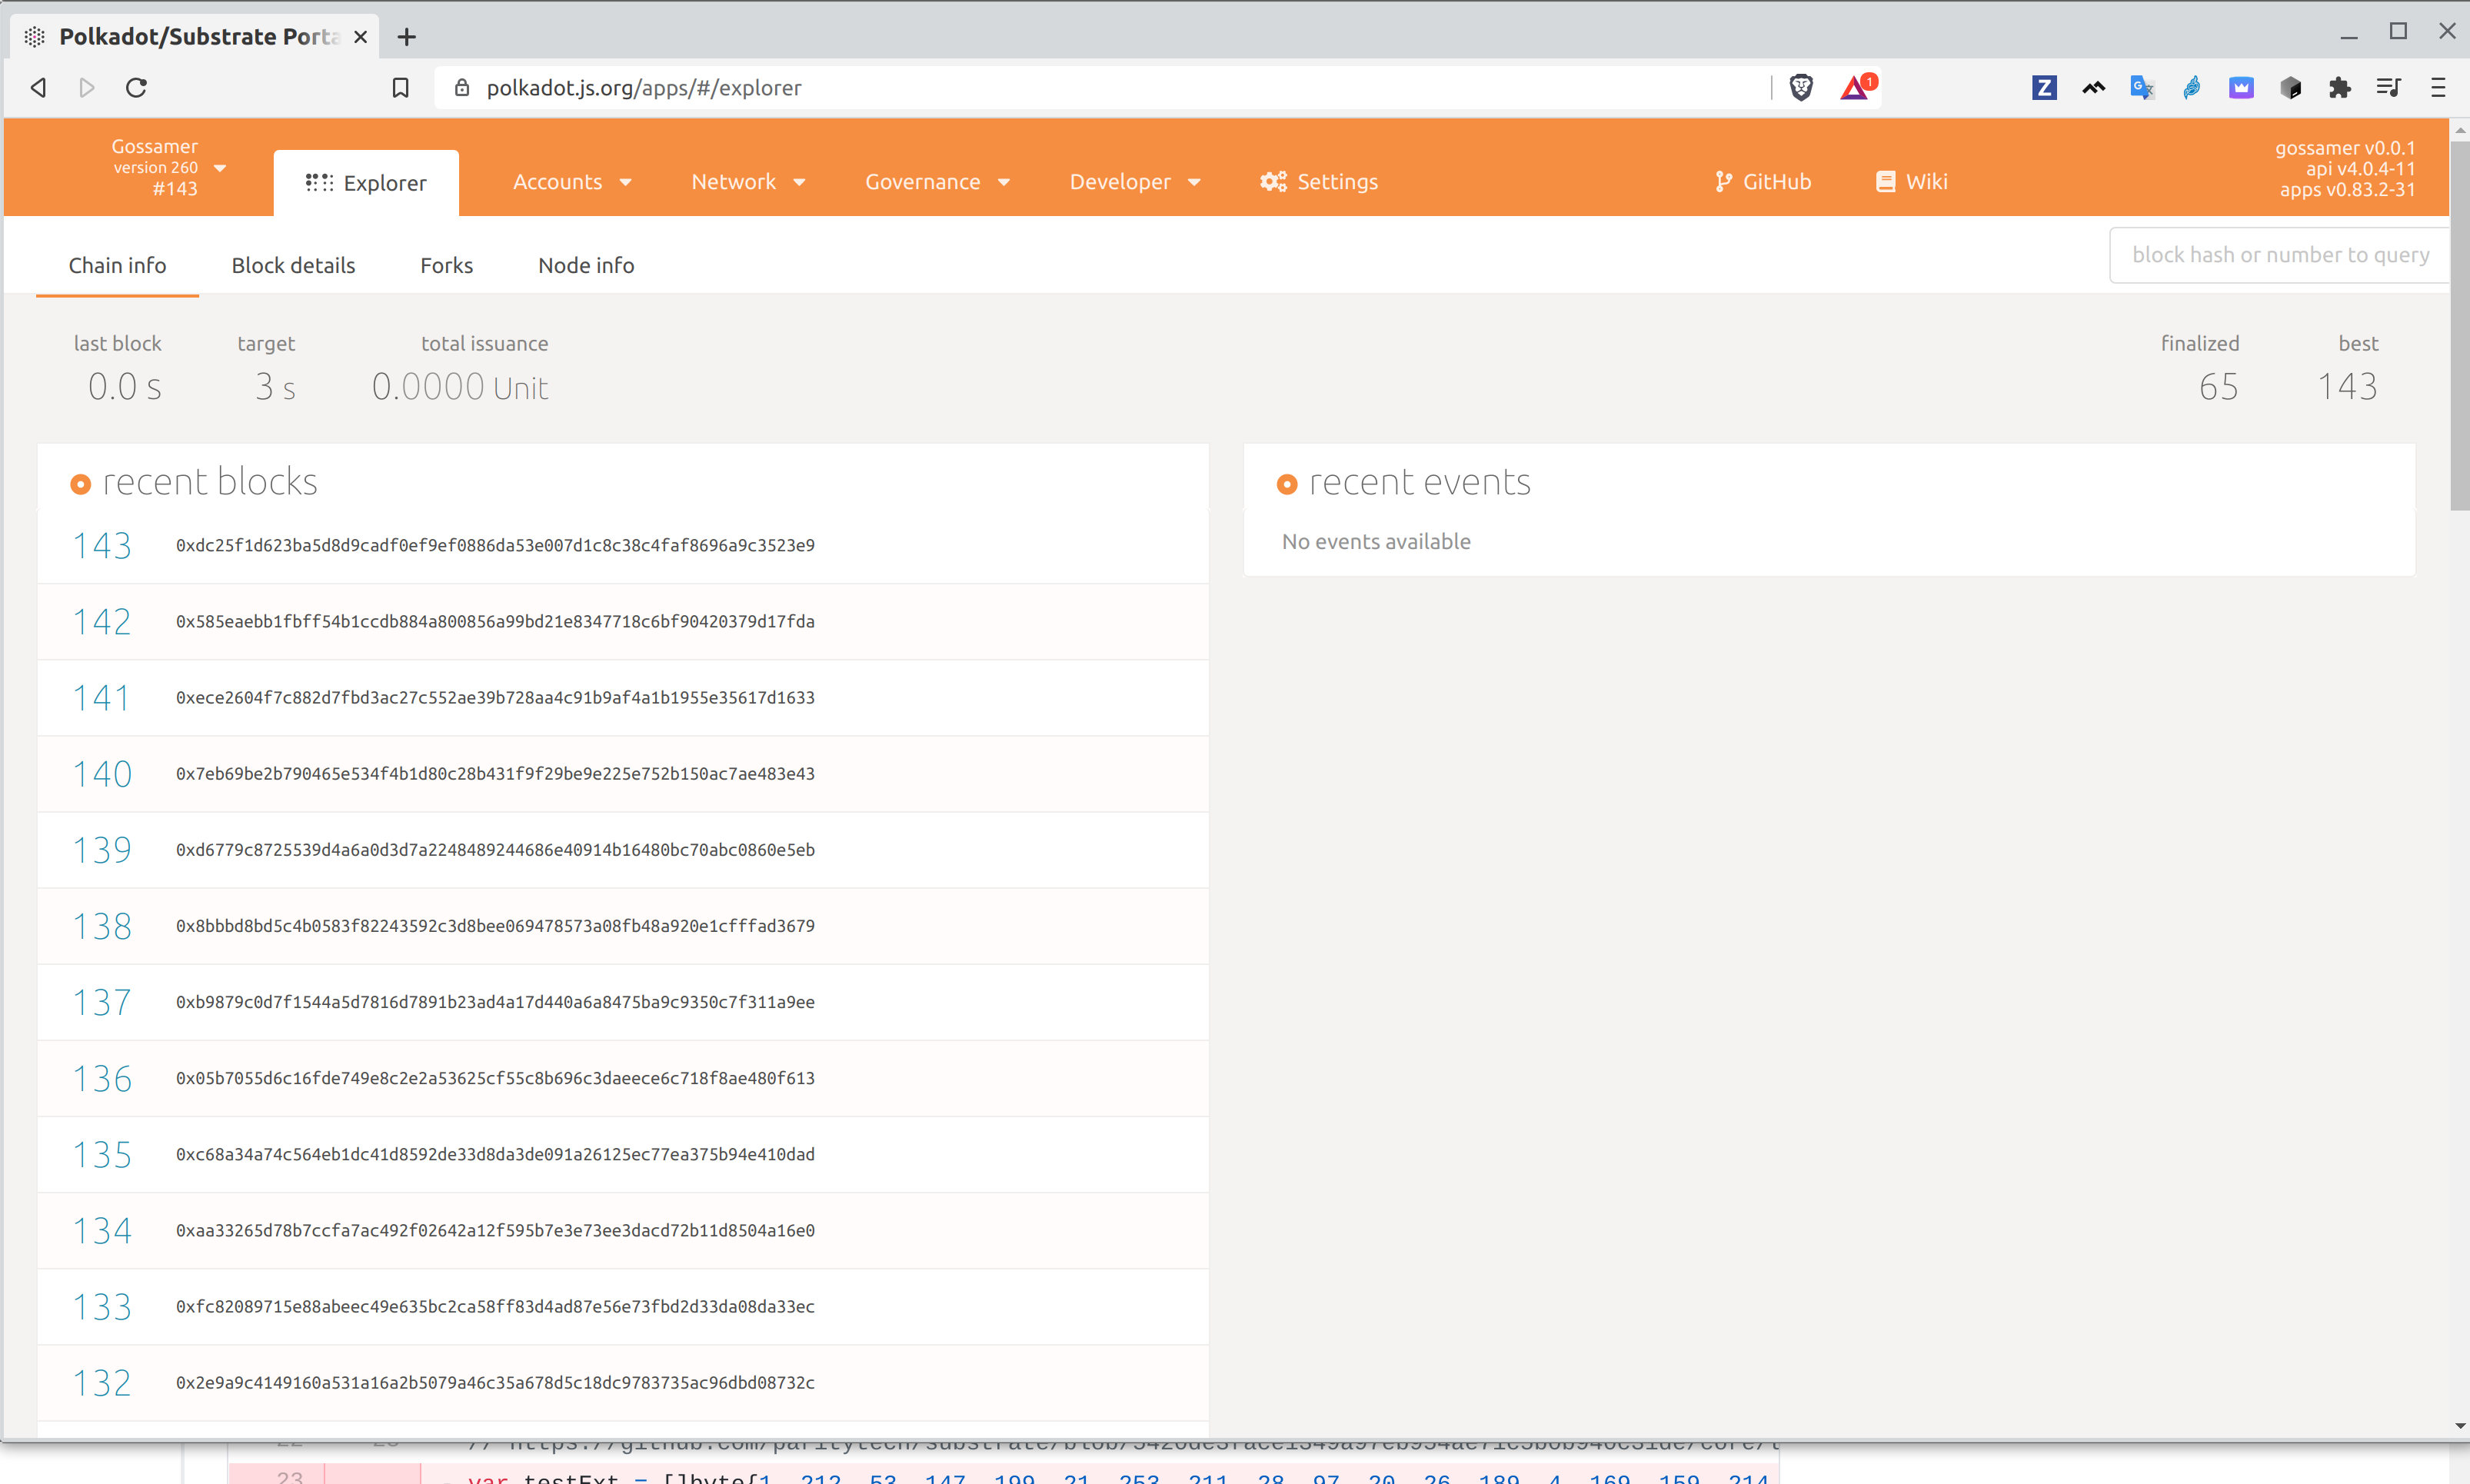 Polkadot/Substrate Porta
polkadot.js.org/apps/#/explorer
1
Gossamer
version 260
#143
Explorer
Accounts
Network
Governance
Developer
Settings
GitHub
Wiki
gossamer v0.0.1
api v4.0.4-11
apps v0.83.2-31
Chain info
Block details
Forks
Node info
block hash or number to query
last block
0.0 s
target
3 s
total issuance
0.0000 Unit
finalized
65
best
143
recent blocks
143 0xdc25f1d623ba5d8d9cadf0ef9ef0886da53e007d1c8c38c4faf8696a9c3523e9
142 0x585eaebb1fbff54b1ccdb884a800856a99bd21e8347718c6bf90420379d17fda
141 0xece2604f7c882d7fbd3ac27c552ae39b728aa4c91b9af4a1b1955e35617d1633
140 0x7eb69be2b790465e534f4b1d80c28b431f9f29be9e225e752b150ac7ae483e43
139 0xd6779c8725539d4a6a0d3d7a2248489244686e40914b16480bc70abc0860e5eb
138 0x8bbbd8bd5c4b0583f82243592c3d8bee069478573a08fb48a920e1cfffad3679
137 0xb9879c0d7f1544a5d7816d7891b23ad4a17d440a6a8475ba9c9350c7f311a9ee
136 0x05b7055d6c16fde749e8c2e2a53625cf55c8b696c3daeece6c718f8ae480f613
135 0xc68a34a74c564eb1dc41d8592de33d8da3de091a26125ec77ea375b94e410dad
134 0xaa33265d78b7ccfa7ac492f02642a12f595b7e3e73ee3dacd72b11d8504a16e0
133 0xfc82089715e88abeec49e635bc2ca58ff83d4ad87e56e73fbd2d33da08da33ec
132 0x2e9a9c4149160a531a16a2b5079a46c35a678d5c18dc9783735ac96dbd08732c
recent events
No events available
23 - var testExt = []byte{1, 212, 53, 147, 199, 21, 253, 211, 28, 97, 20, 26, 189, 4, 169, 159, 214,